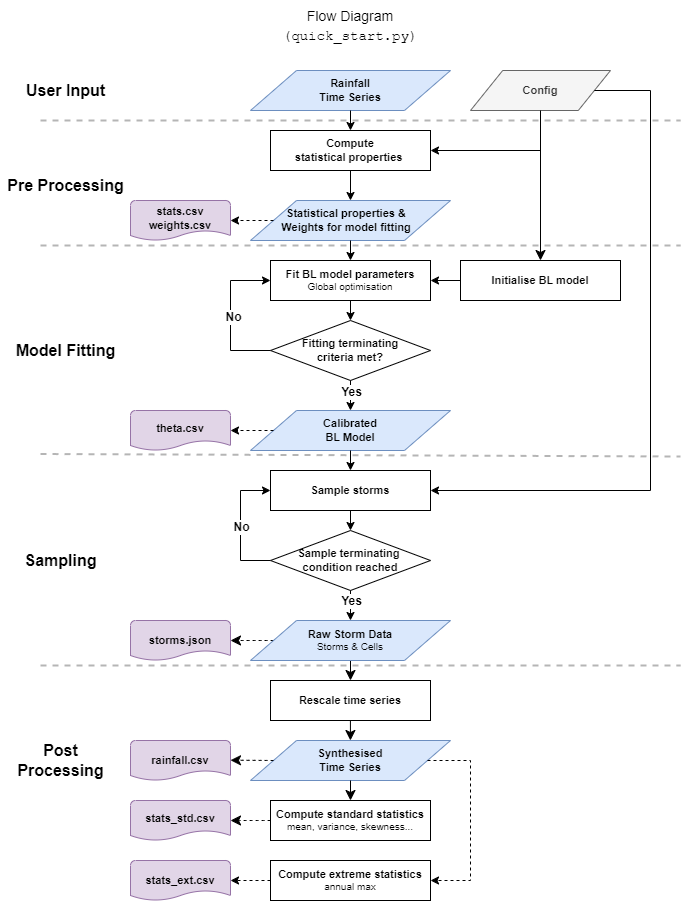 Flow Diagram
(quick_start.py)
User Input
Rainfall
Time Series
Config
Compute
statistical properties
Pre Processing
stats.csv
weights.csv
Statistical properties &
Weights for model fitting
Fit BL model parameters
Global optimisation
Initialise BL model
No
Model Fitting
Fitting terminating
criteria met?
Yes
theta.csv
Calibrated
BL Model
Sample storms
No
Sampling
Sample terminating
condition reached
Yes
storms.json
Raw Storm Data
Storms & Cells
Rescale time series
Post
Processing
rainfall.csv
Synthesised
Time Series
stats_std.csv
Compute standard statistics
mean, variance, skewness...
stats_ext.csv
Compute extreme statistics
annual max